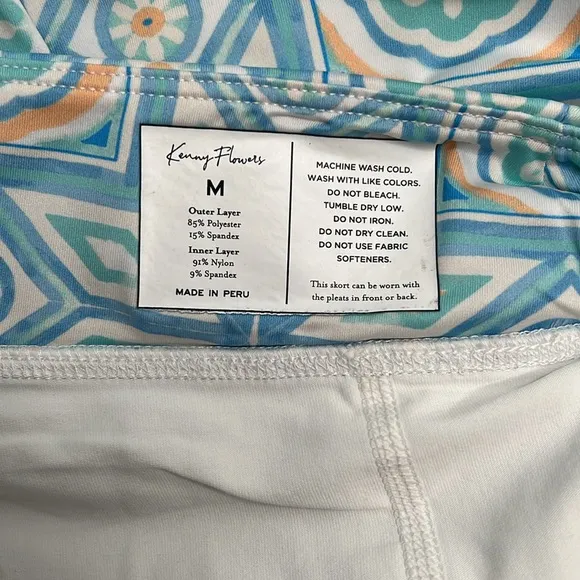 Kenny Flowers
M
Outer Layer
85% Polyester
15% Spandex
Inner Layer
91% Nylon
9% Spandex
MADE IN PERU
MACHINE WASH COLD.
WASH WITH LIKE COLORS.
DO NOT BLEACH.
TUMBLE DRY LOW.
DO NOT IRON.
DO NOT DRY CLEAN.
DO NOT USE FABRIC
SOFTENERS.
This skort can be worn with
the pleats in front or back.